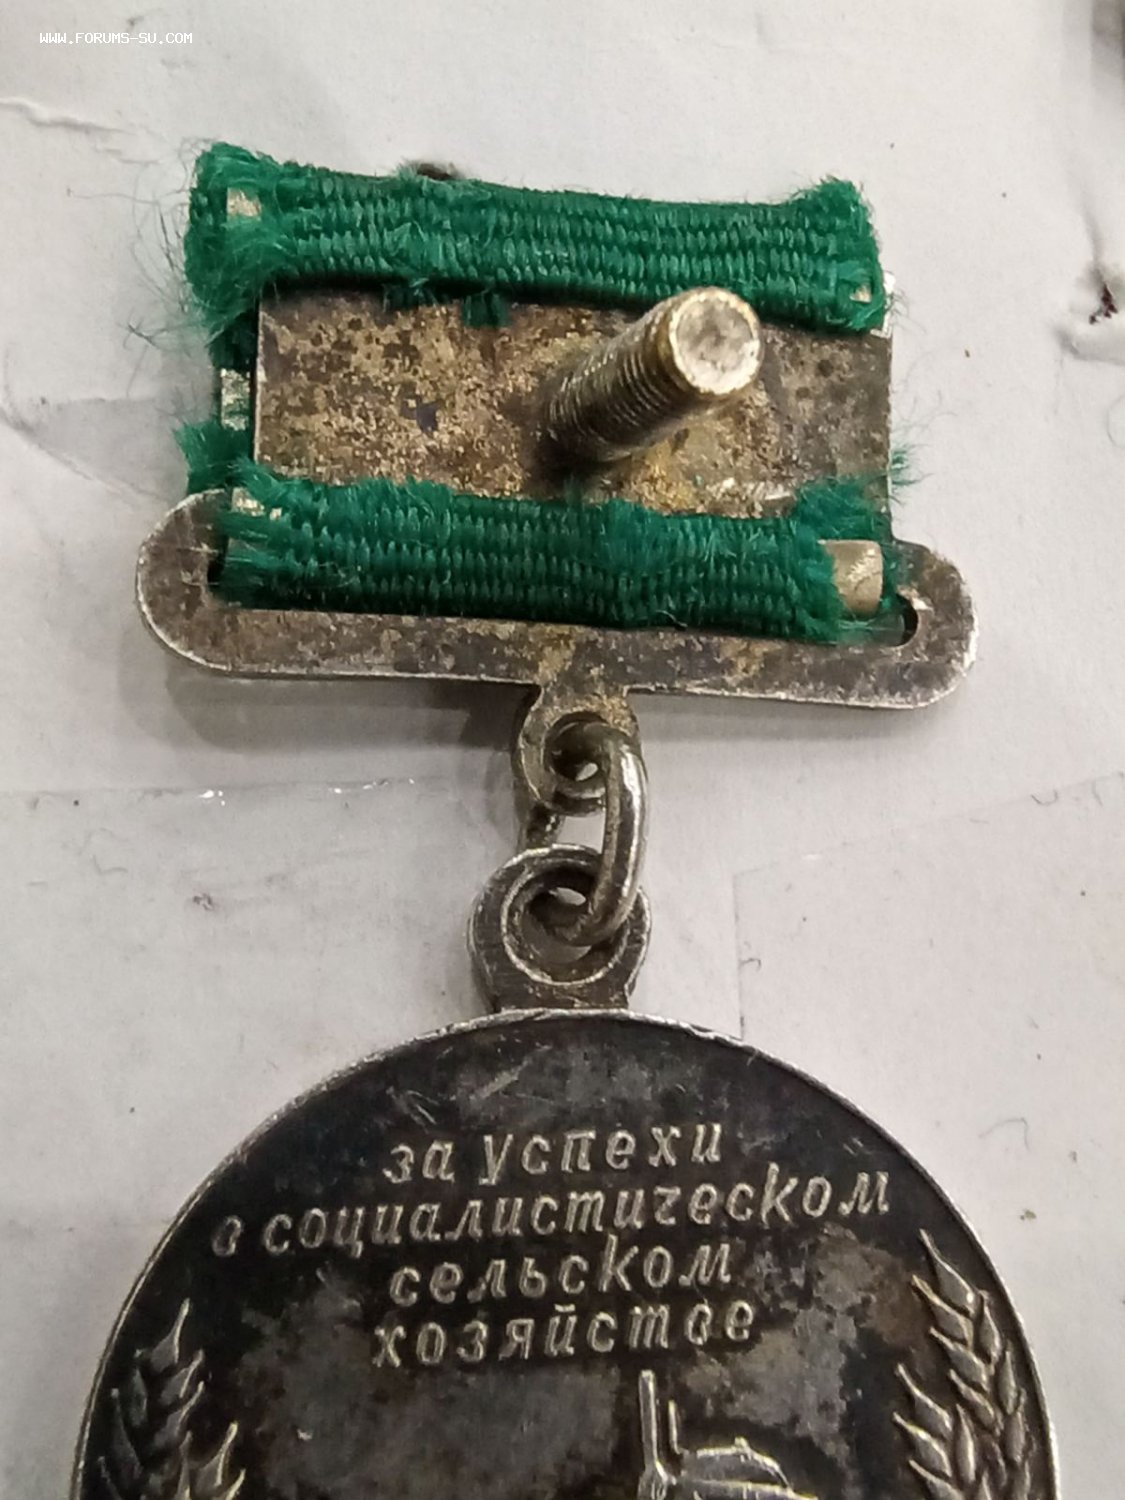 WWW.FORUMS-SU.COM
за успехи
в социалистическом
сельском
хозяйстве